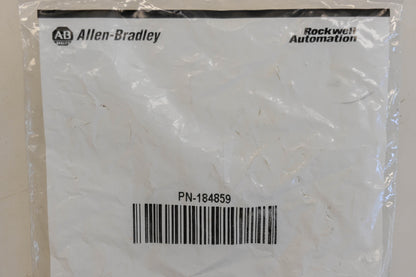 AB Allen-Bradley
Rockwell
Automation
PN-184859